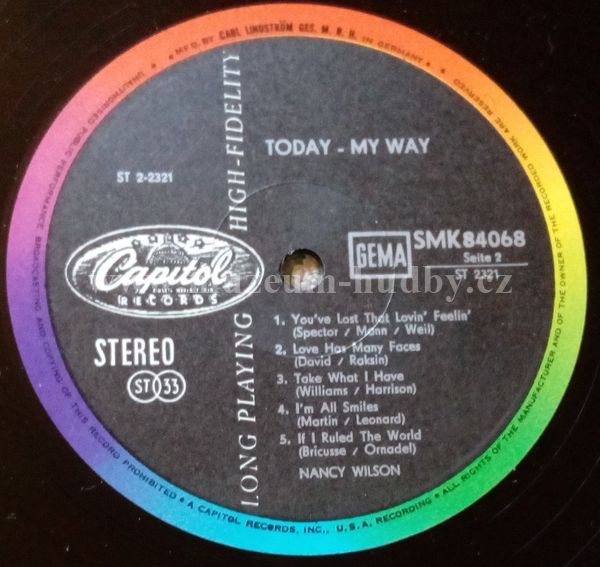 MFD. BY CARL LINDSTRÖM GES. M. B. H. IN GERMANY
TODAY - MY WAY
ST 2-2321
HIGH-FIDELITY
LONG PLAYING
GEMA
SMK 84068
Seite 2
ST 2321
Capitol
RECORDS
STEREO
ST 33
1. You've Lost That Lovin' Feelin'
(Spector / Mann / Weil)
2. Love Has Many Faces
(David / Raksin)
3. Take What I Have
(Williams / Harrison)
4. I'm All Smiles
(Martin / Leonard)
5. If I Ruled The World
(Bricusse / Ornadel)
NANCY WILSON
UNAUTHORISED PUBLIC PERFORMANCE, BROADCASTING AND COPYING OF THIS RECORD PROHIBITED • A CAPITOL RECORDS, INC., U.S.A. RECORDING • ALL RIGHTS OF THE MANUFACTURER AND OF THE OWNER OF THE RECORDED WORK ARE RESERVED